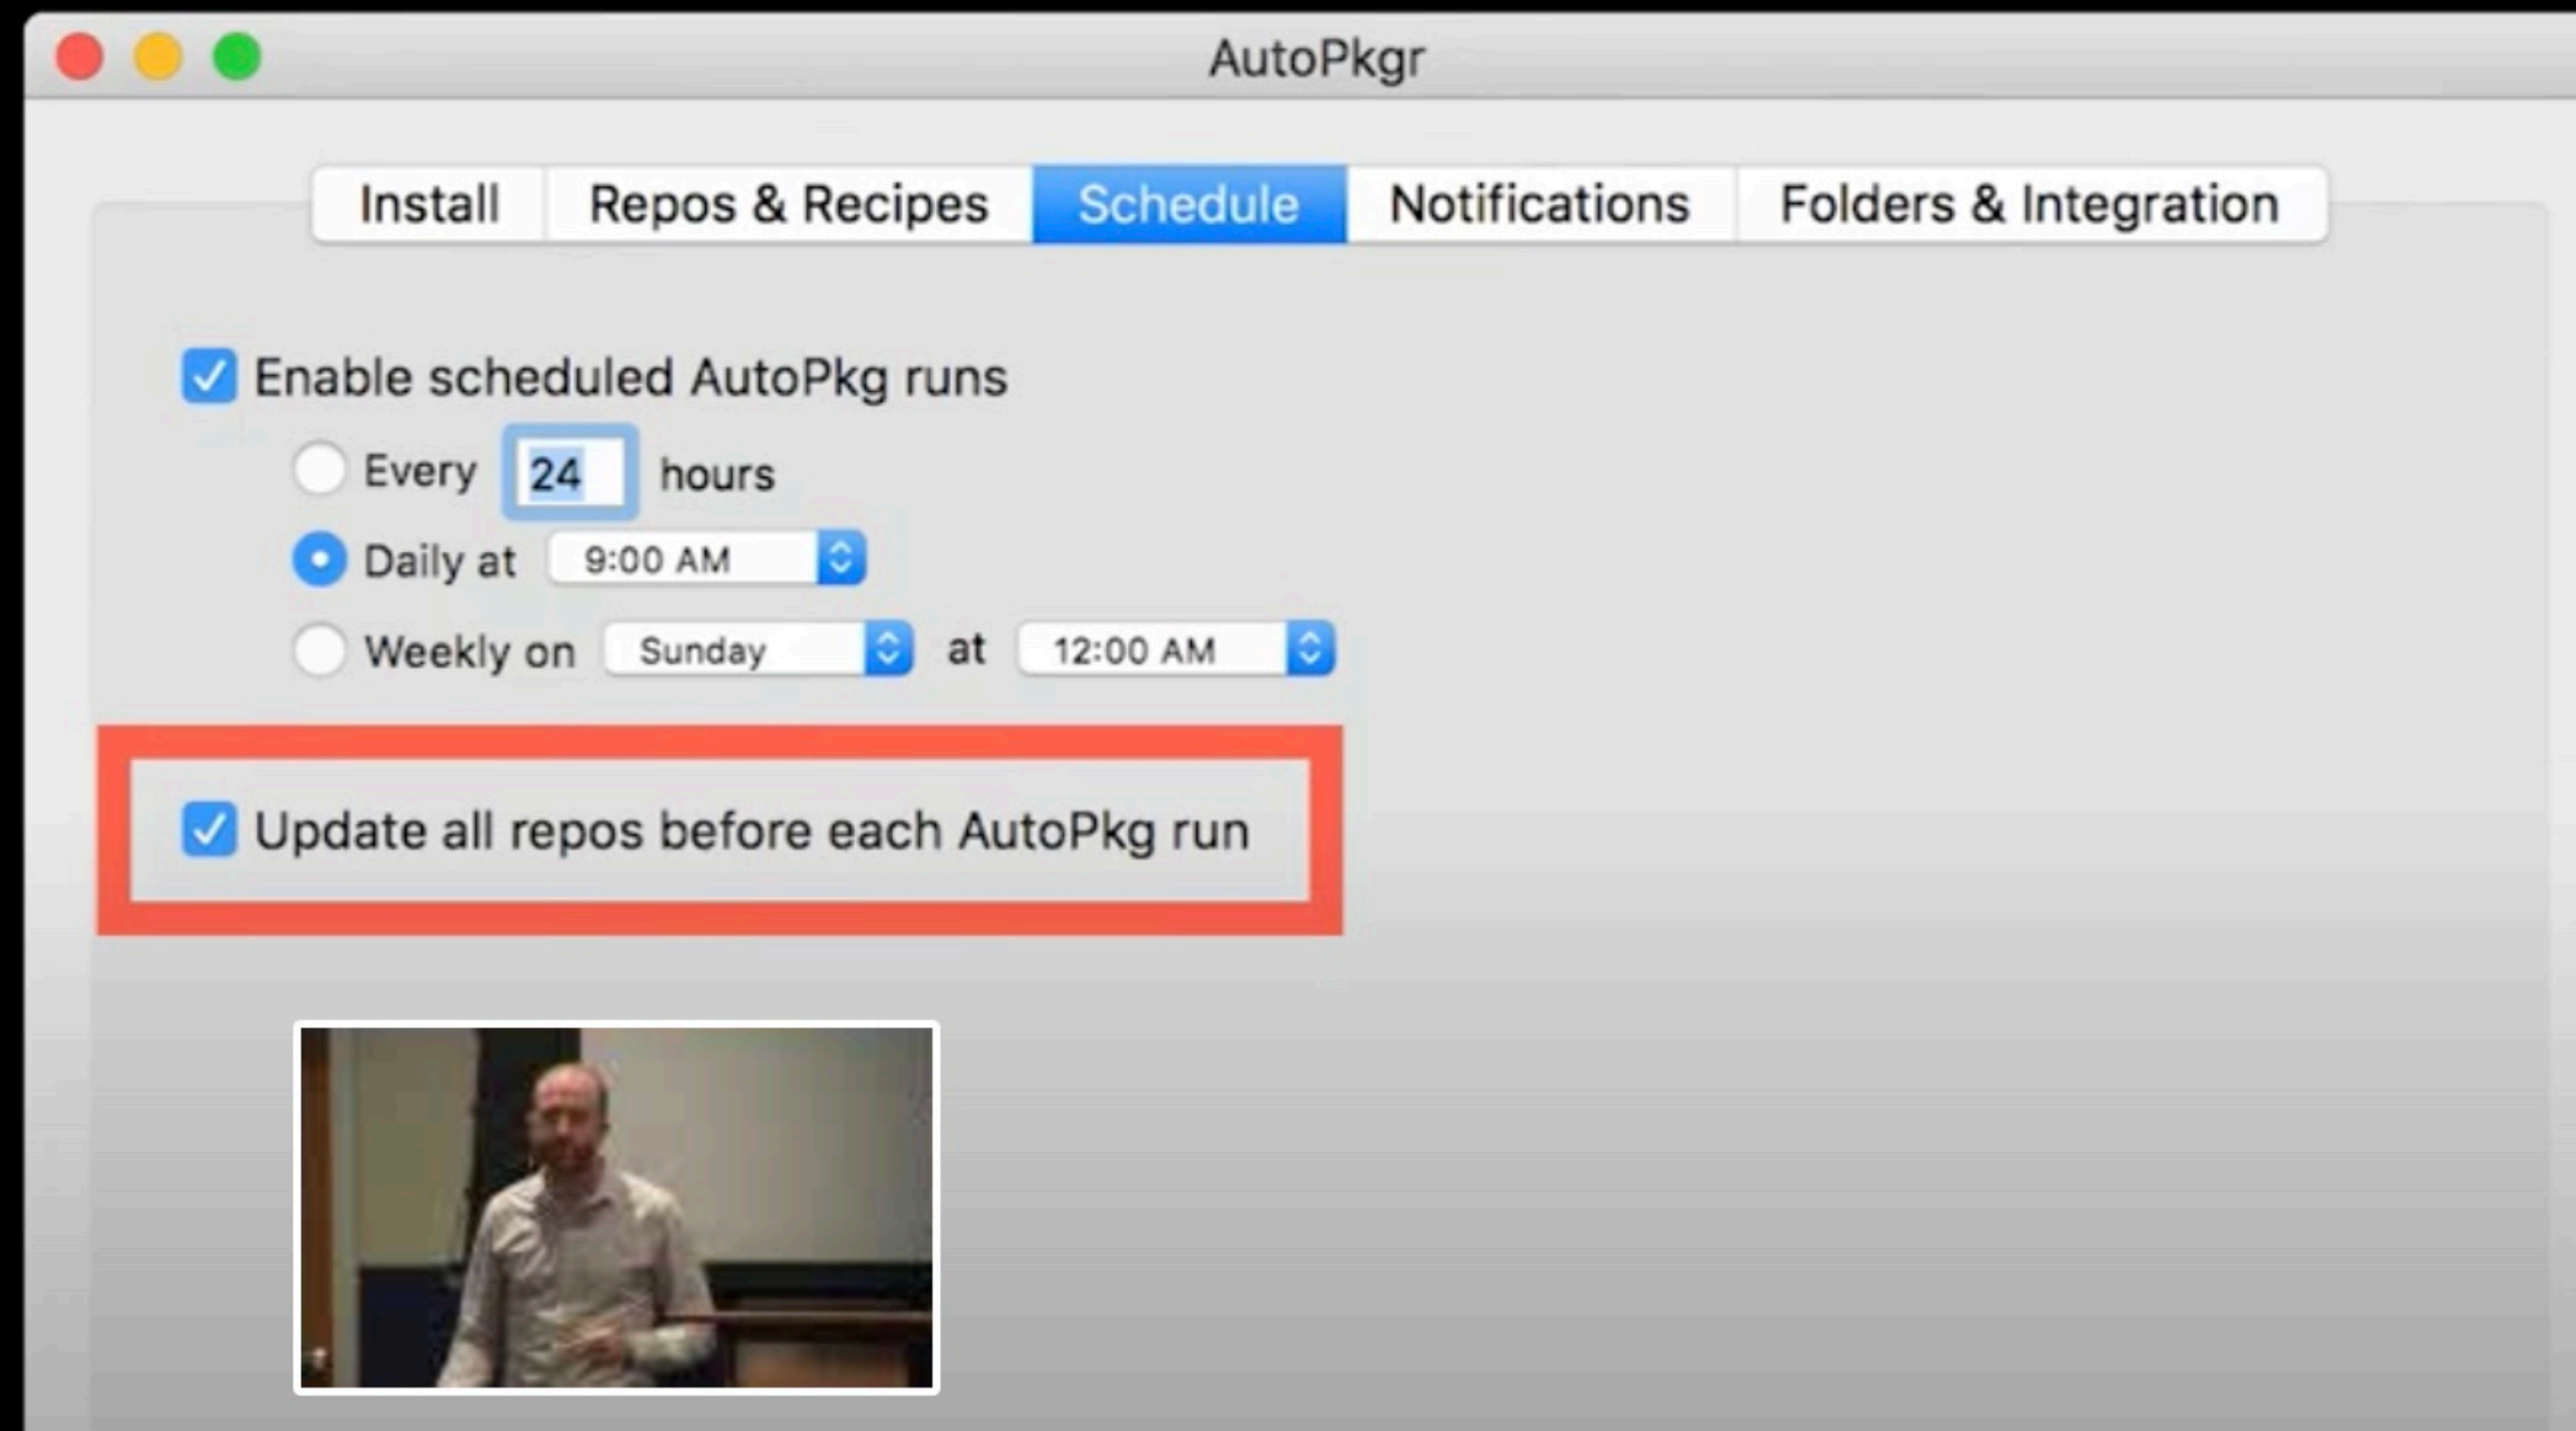 AutoPkgr
Install Repos & Recipes Schedule Notifications Folders & Integration
Enable scheduled AutoPkg runs
Every 24 hours
Daily at 9:00 AM
Weekly on Sunday at 12:00 AM
Update all repos before each AutoPkg run